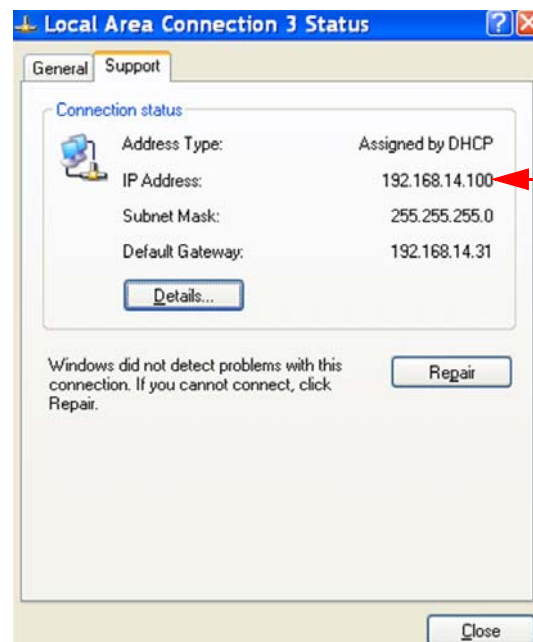 Local Area Connection 3 Status
General Support
Connection status
Address Type: Assigned by DHCP
IP Address: 192.168.14.100
Subnet Mask: 255.255.255.0
Default Gateway: 192.168.14.31
Details...
Windows did not detect problems with this
connection. If you cannot connect, click
Repair.
Repair
Close